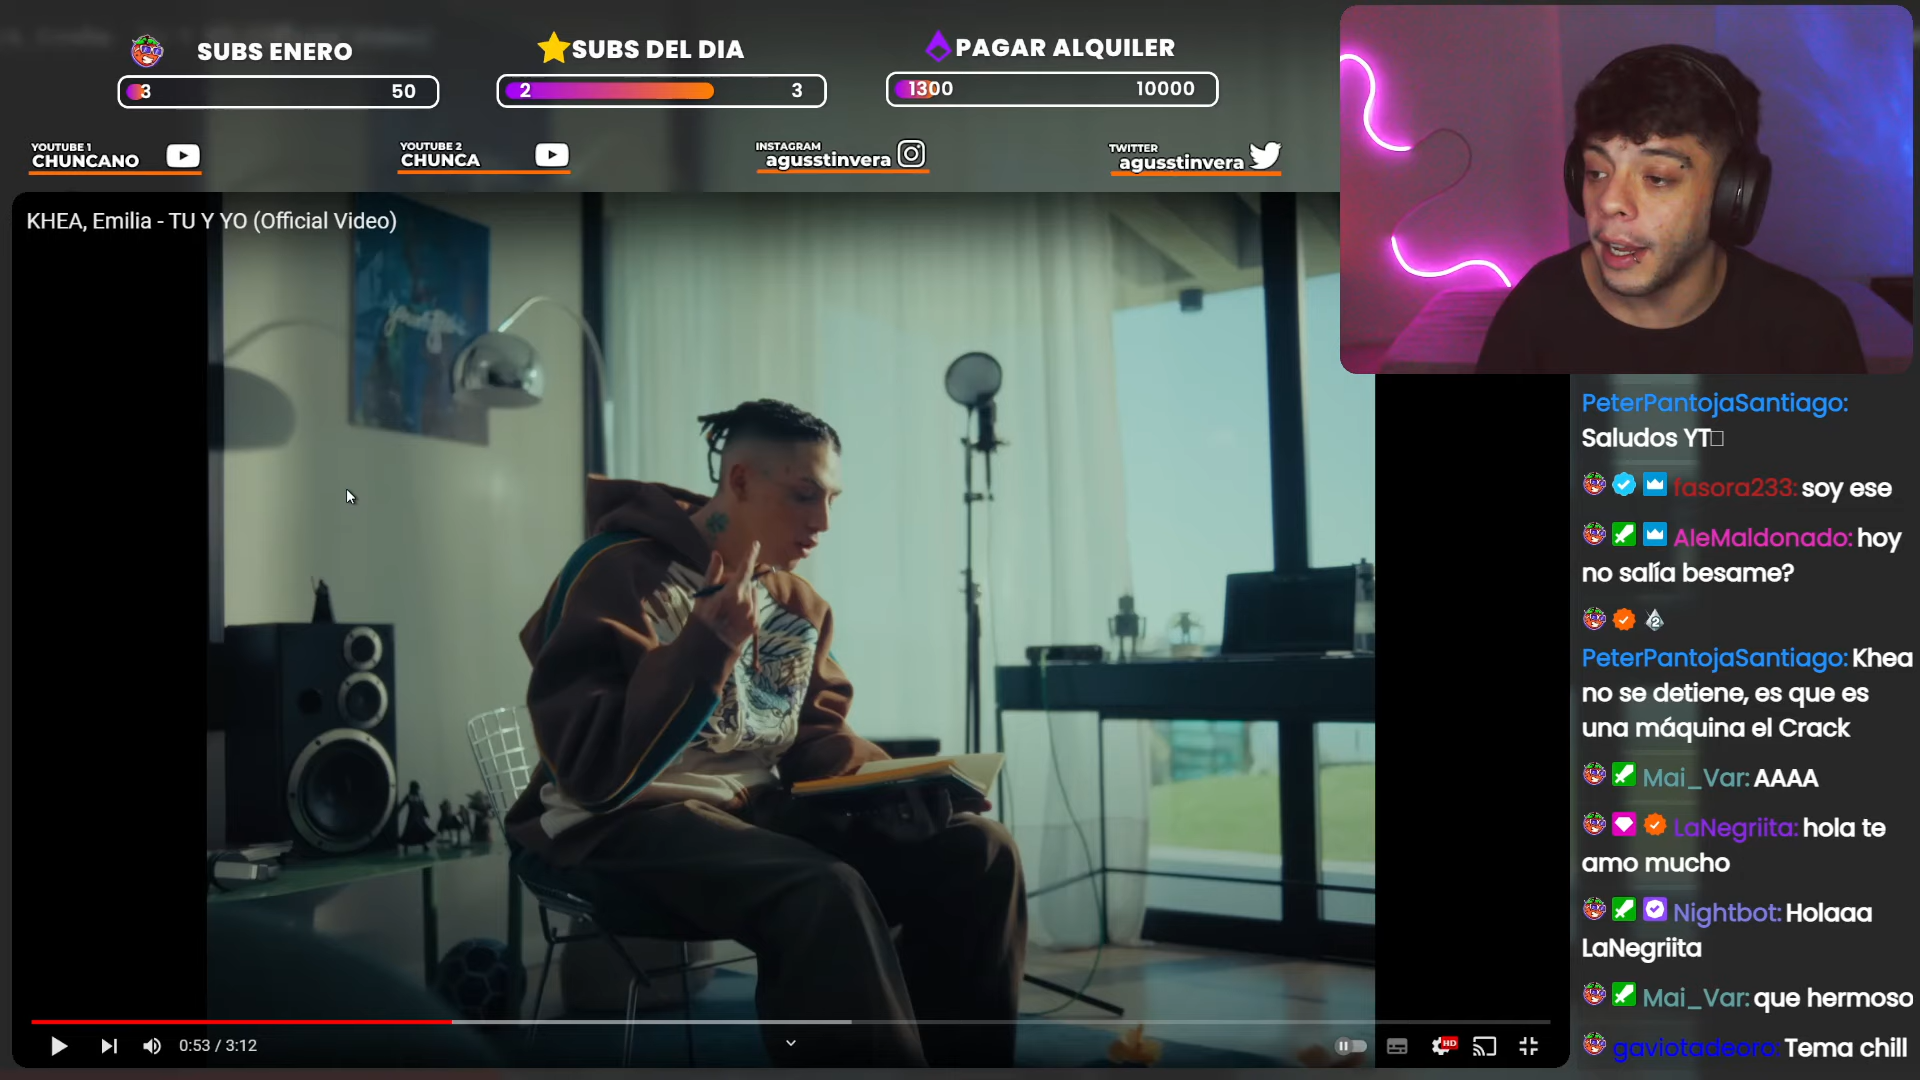 SUBS ENERO
3 50
SUBS DEL DIA
2 3
PAGAR ALQUILER
1300 10000
YOUTUBE 1
CHUNCANO
YOUTUBE 2
CHUNCA
INSTAGRAM
agusstinvera
TWITTER
agusstinvera
KHEA, Emilia - TU Y YO (Official Video)
0:53 / 3:12
HD
PeterPantojaSantiago:
Saludos YT
fasora233: soy ese
AleMaldonado: hoy
no salía besame?
2
PeterPantojaSantiago: Khea
no se detiene, es que es
una máquina el Crack
Mai_Var: AAAA
LaNegriita: hola te
amo mucho
Nightbot: Holaaa
LaNegriita
Mai_Var: que hermoso
gaviotadeoro: Tema chill